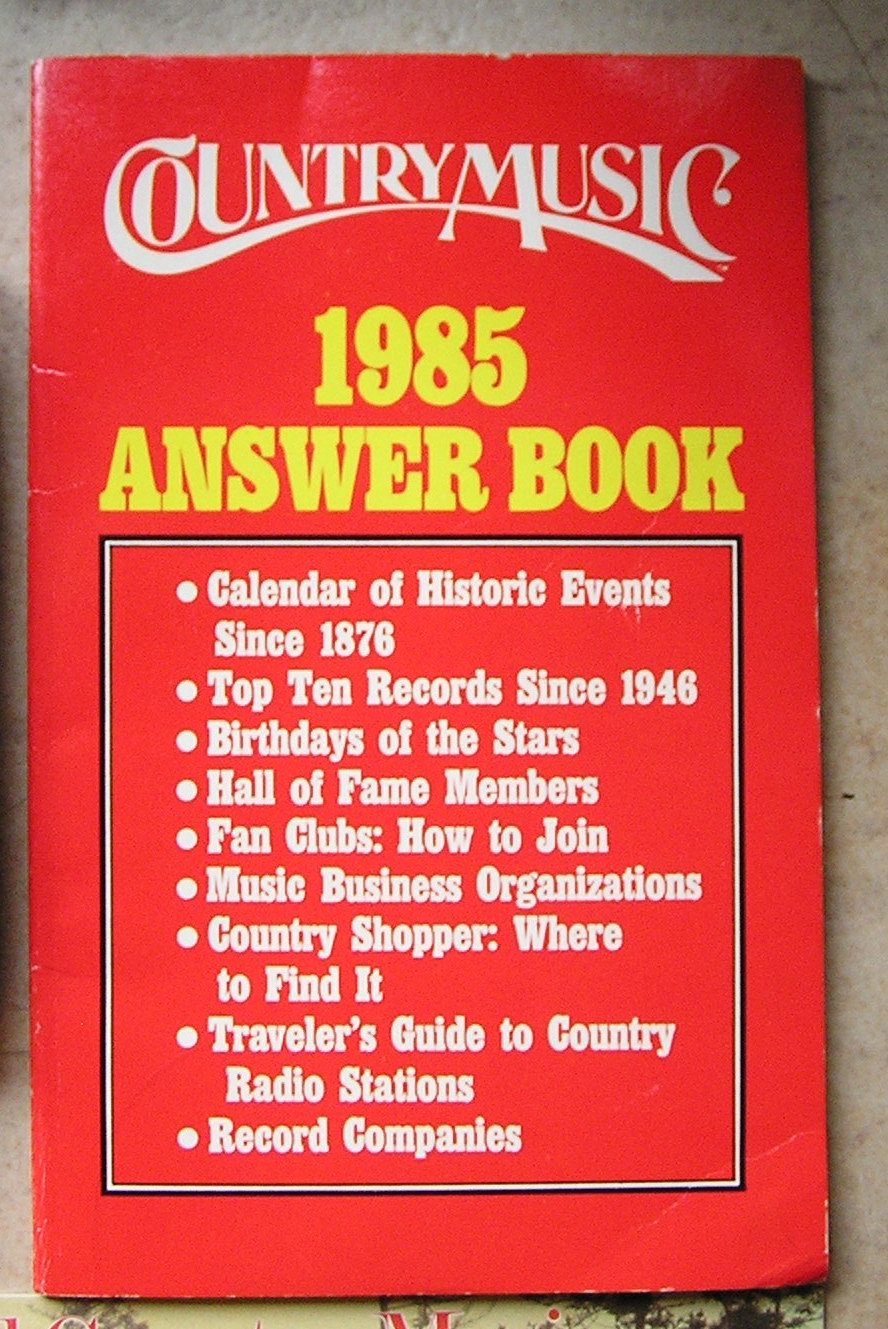 COUNTRY MUSIC
1985
ANSWER BOOK
• Calendar of Historic Events
Since 1876
• Top Ten Records Since 1946
• Birthdays of the Stars
• Hall of Fame Members
• Fan Clubs: How to Join
• Music Business Organizations
• Country Shopper: Where
to Find It
• Traveler's Guide to Country
Radio Stations
• Record Companies